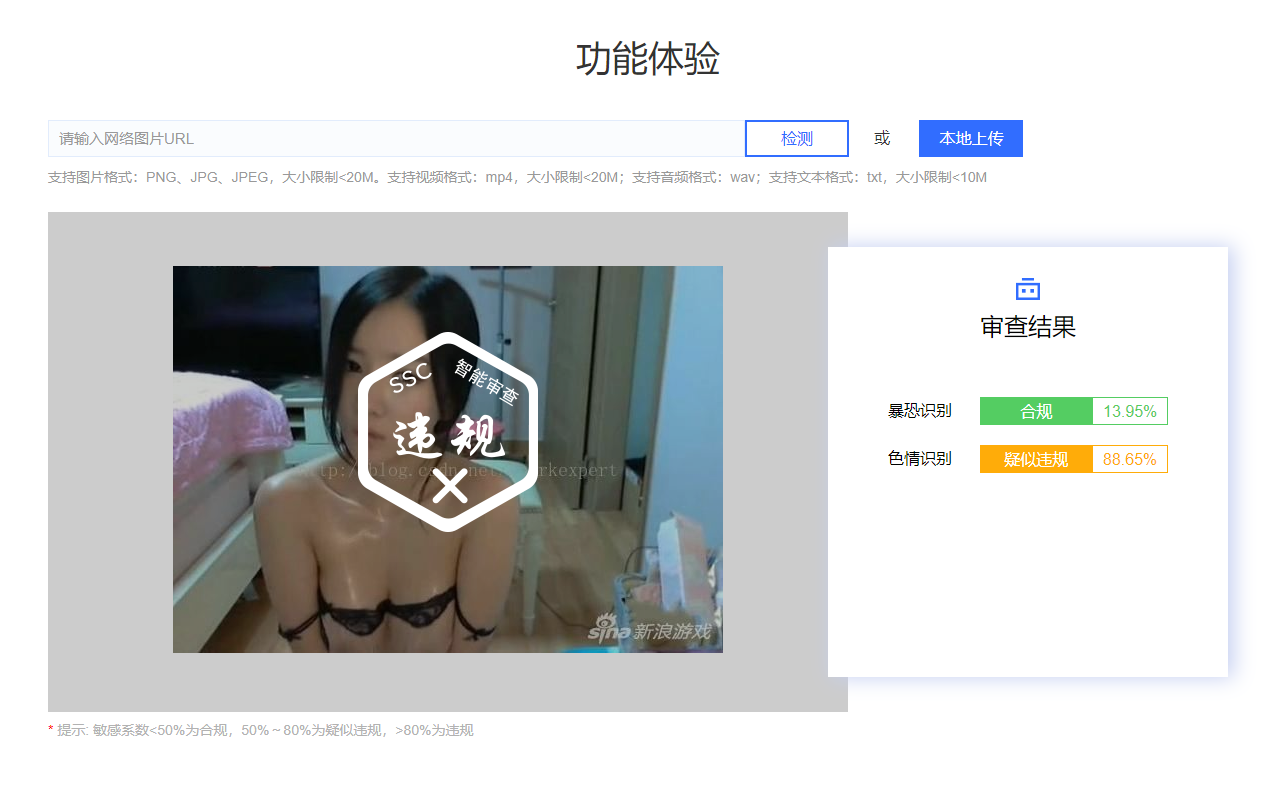 功能体验
请输入网络图片URL
检测
或
本地上传
支持图片格式：PNG、JPG、JPEG，大小限制<20M。支持视频格式：mp4，大小限制<20M；支持音频格式：wav；支持文本格式：txt，大小限制<10M
审查结果
SSC 智能审查
违规
暴恐识别 合规 13.95%
色情识别 疑似违规 88.65%
sina 新浪游戏
* 提示: 敏感系数<50%为合规，50%～80%为疑似违规，>80%为违规